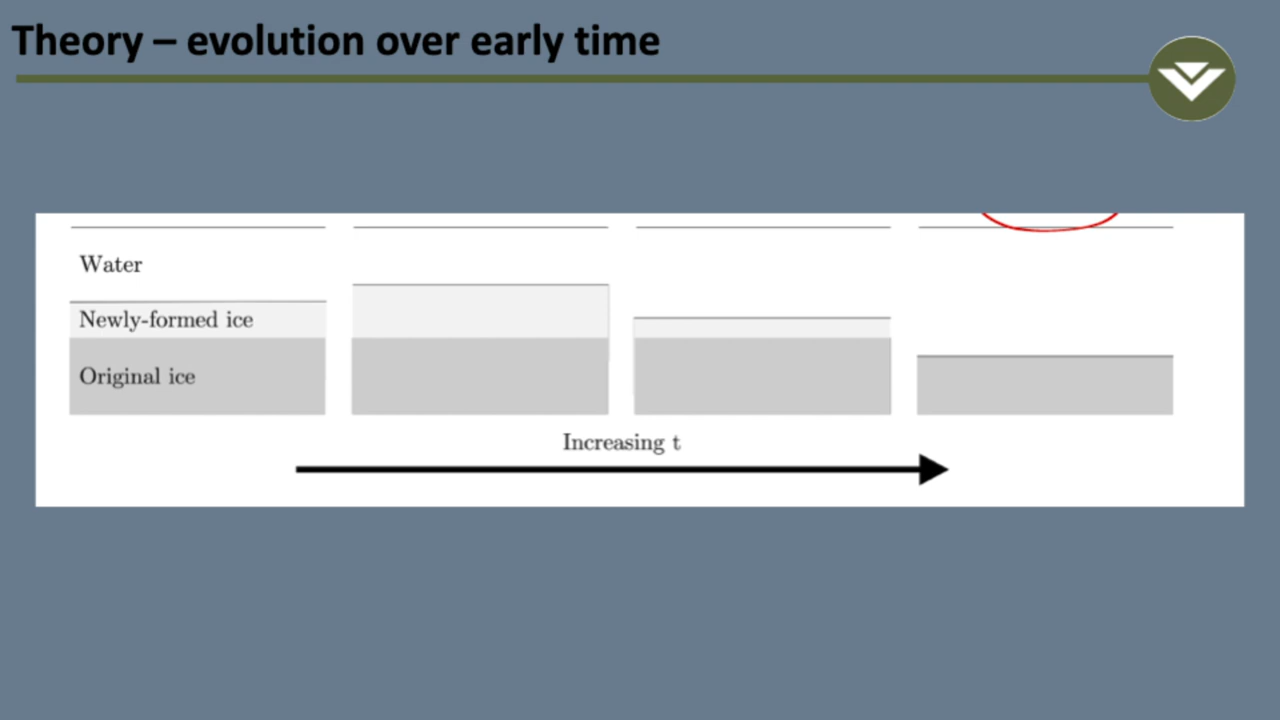 Theory – evolution over early time
Water
Newly-formed ice
Original ice
Increasing t